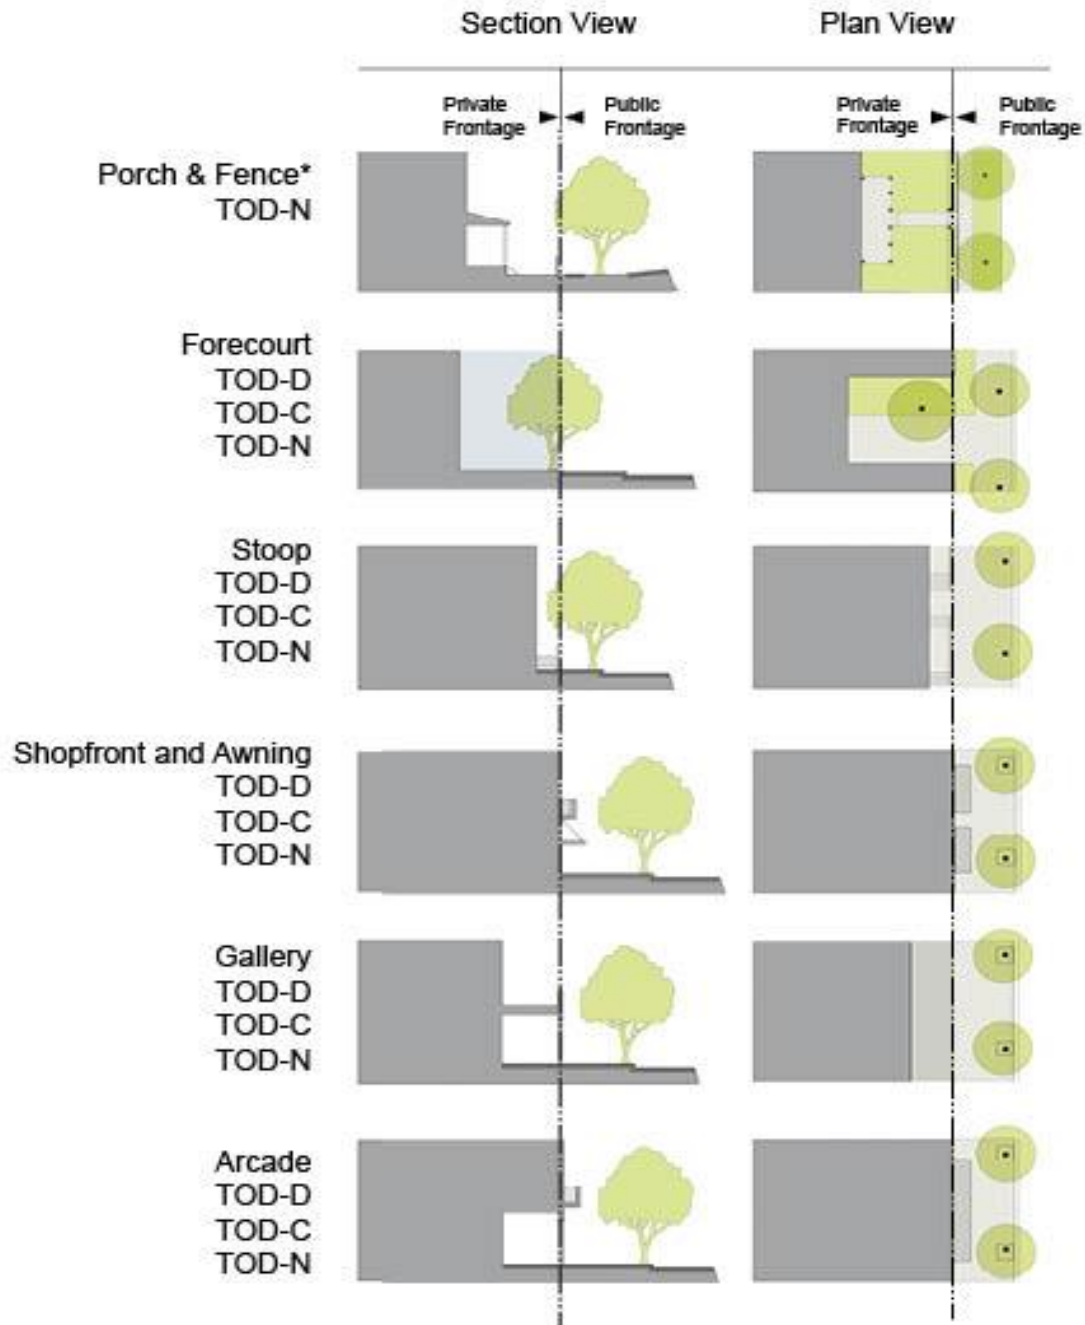 Section View
Plan View
Private
Frontage
Public
Frontage
Private
Frontage
Public
Frontage
Porch & Fence*
TOD-N
Forecourt
TOD-D
TOD-C
TOD-N
Stoop
TOD-D
TOD-C
TOD-N
Shopfront and Awning
TOD-D
TOD-C
TOD-N
Gallery
TOD-D
TOD-C
TOD-N
Arcade
TOD-D
TOD-C
TOD-N